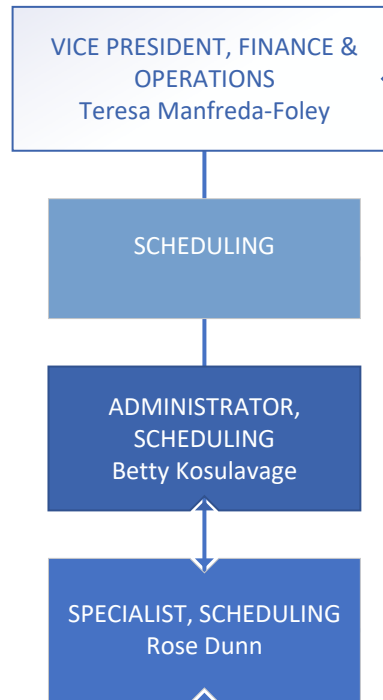 VICE PRESIDENT, FINANCE &
OPERATIONS
Teresa Manfreda-Foley
SCHEDULING
ADMINISTRATOR,
SCHEDULING
Betty Kosulavage
SPECIALIST, SCHEDULING
Rose Dunn